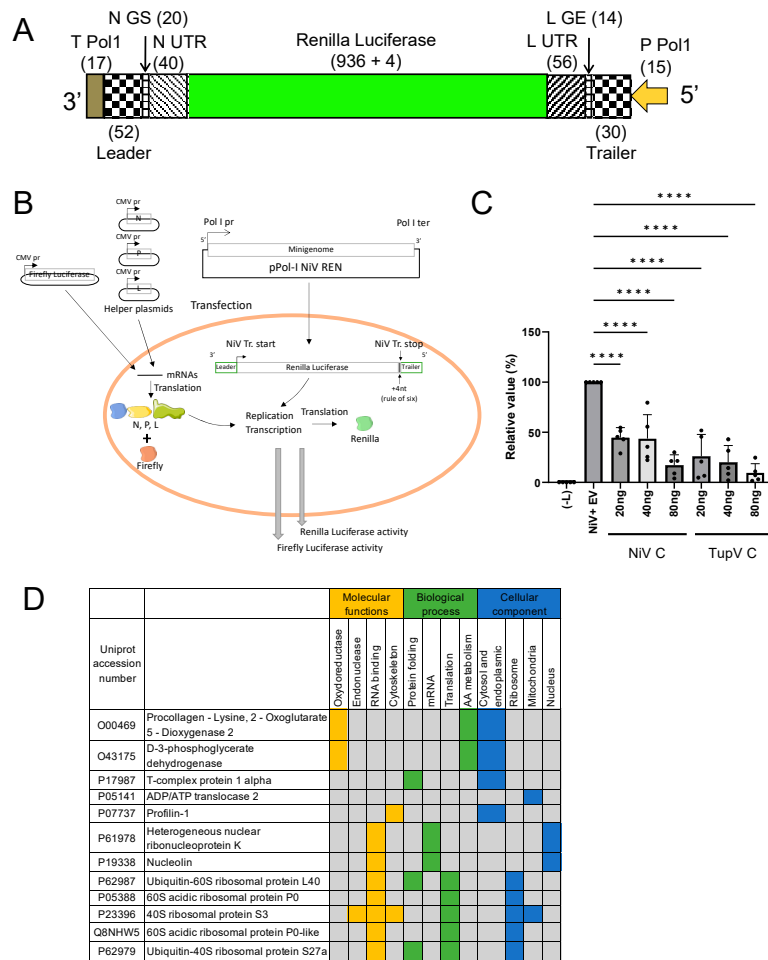 A
N GS (20)
L GE (14)
T Pol1
N UTR
Renilla Luciferase
L UTR
P Pol1
(17)
(40)
(936 + 4)
(56)
(15)
3’
5’
(52)
(30)
Leader
Trailer
B
CMV pr
N
CMV pr
P
CMV pr
L
CMV pr
Firefly Luciferase
Helper plasmids
Pol I pr
Pol I ter
5’
3’
Minigenome
pPol-I NiV REN
Transfection
NiV Tr. start
NiV Tr. stop
3’
5’
Leader
Renilla Luciferase
Trailer
+4nt
(rule of six)
mRNAs
Translation
N, P, L
+
Firefly
Replication
Transcription
Translation
Renilla
Renilla Luciferase activity
Firefly Luciferase activity
C
****
****
****
****
****
****
Relative value (%)
150
100
50
0
(-L)
NiV+ EV
20ng
40ng
80ng
20ng
40ng
80ng
NiV C
TupV C
D
Molecular functions
Biological process
Cellular component
Uniprot accession number
Oxydoreductase
Endonuclease
RNA binding
Cytoskeleton
Protein folding
mRNA
Translation
AA metabolism
Cytosol and endoplasmic
Ribosome
Mitochondria
Nucleus
O00469 Procollagen - Lysine, 2 - Oxoglutarate 5 - Dioxygenase 2
O43175 D-3-phosphoglycerate dehydrogenase
P17987 T-complex protein 1 alpha
P05141 ADP/ATP translocase 2
P07737 Profilin-1
P61978 Heterogeneous nuclear ribonucleoprotein K
P19338 Nucleolin
P62987 Ubiquitin-60S ribosomal protein L40
P05388 60S acidic ribosomal protein P0
P23396 40S ribosomal protein S3
Q8NHW5 60S acidic ribosomal protein P0-like
P62979 Ubiquitin-40S ribosomal protein S27a